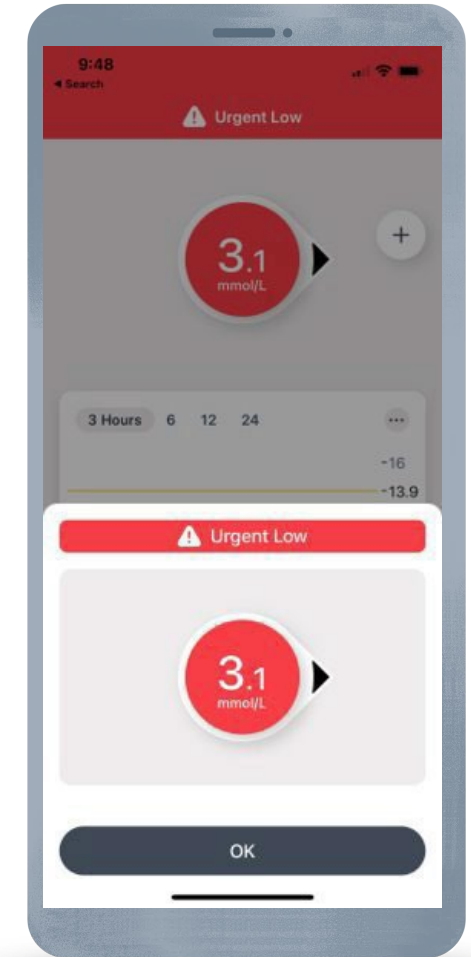 9:48
◀ Search
Urgent Low
3.1
mmol/L
+
3 Hours 6 12 24
...
-16
-13.9
Urgent Low
3.1
mmol/L
OK